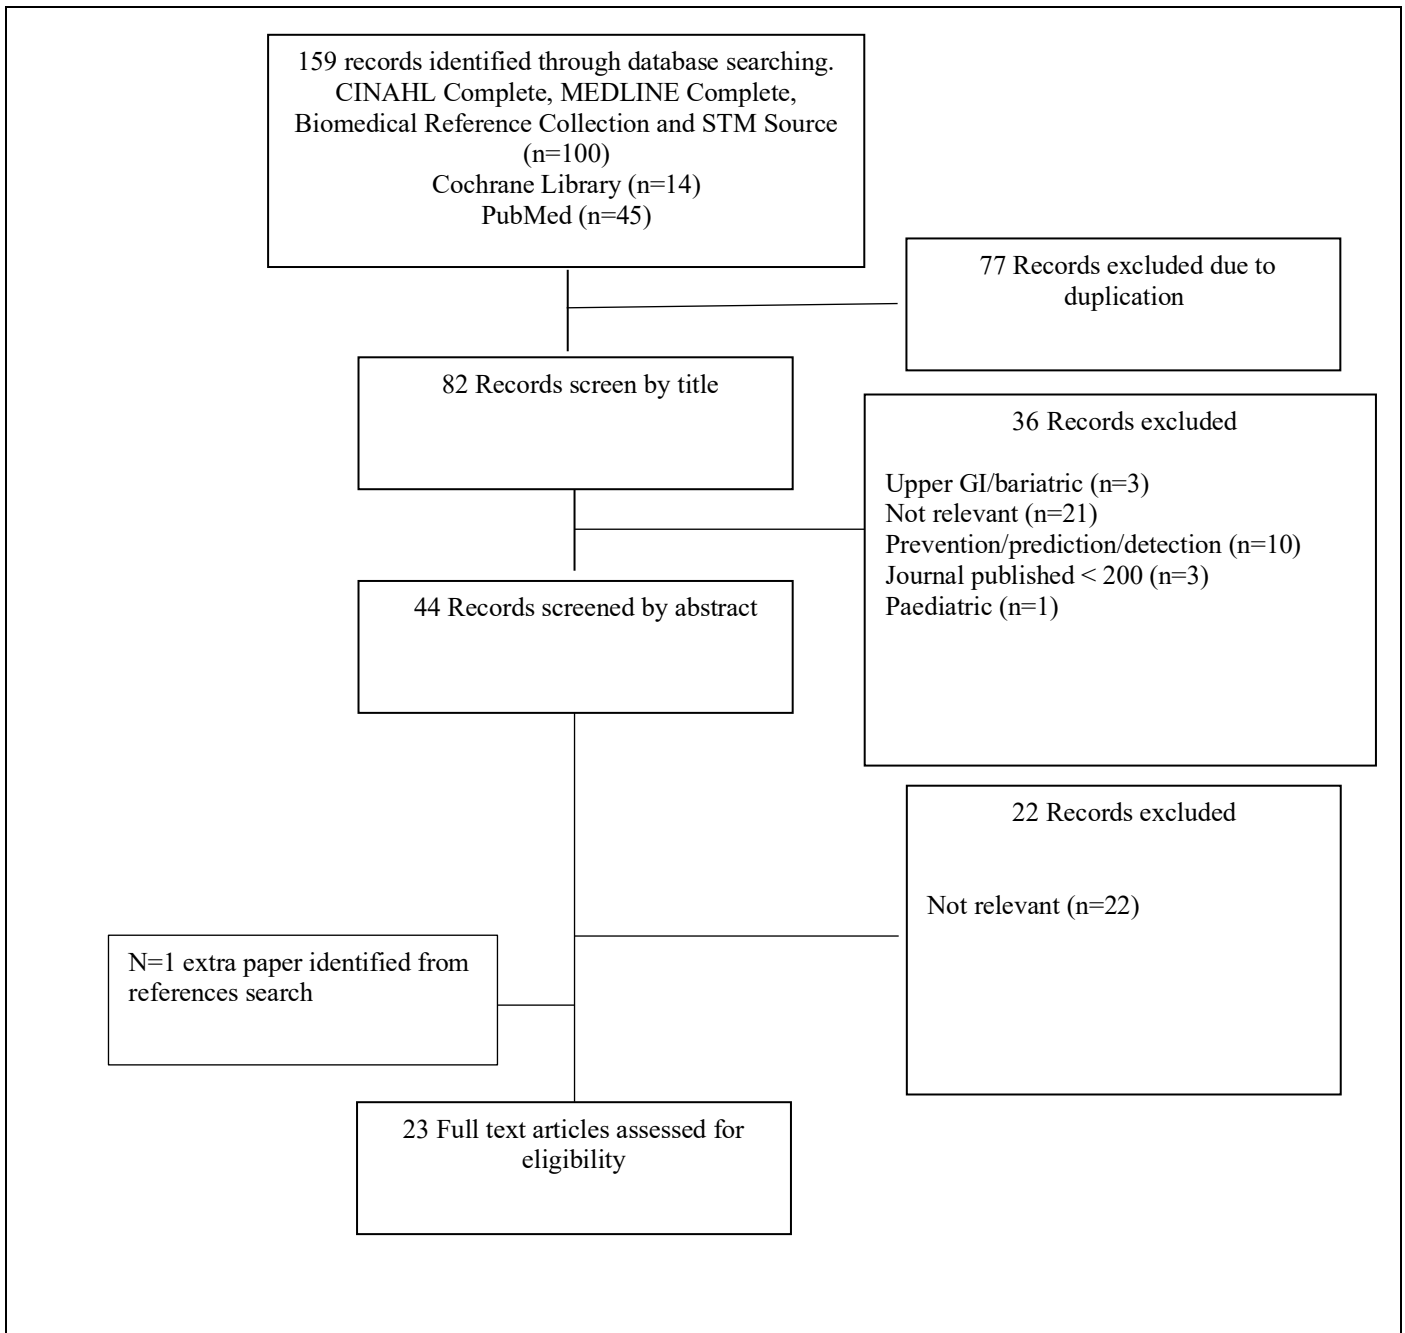 159 records identified through database searching.
CINAHL Complete, MEDLINE Complete,
Biomedical Reference Collection and STM Source
(n=100)
Cochrane Library (n=14)
PubMed (n=45)
77 Records excluded due to
duplication
82 Records screen by title
36 Records excluded
Upper GI/bariatric (n=3)
Not relevant (n=21)
Prevention/prediction/detection (n=10)
Journal published < 200 (n=3)
Paediatric (n=1)
44 Records screened by abstract
22 Records excluded
Not relevant (n=22)
N=1 extra paper identified from
references search
23 Full text articles assessed for
eligibility